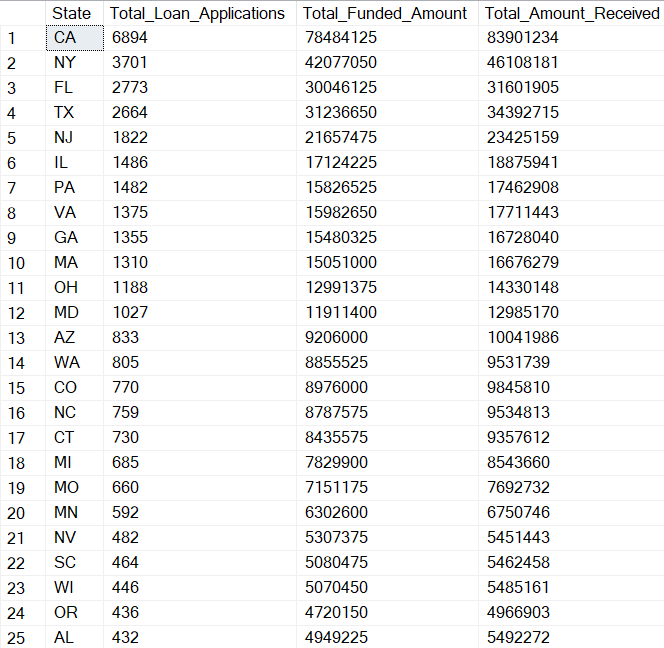 State Total_Loan_Applications Total_Funded_Amount Total_Amount_Received
1 CA 6894 78484125 83901234
2 NY 3701 42077050 46108181
3 FL 2773 30046125 31601905
4 TX 2664 31236650 34392715
5 NJ 1822 21657475 23425159
6 IL 1486 17124225 18875941
7 PA 1482 15826525 17462908
8 VA 1375 15982650 17711443
9 GA 1355 15480325 16728040
10 MA 1310 15051000 16676279
11 OH 1188 12991375 14330148
12 MD 1027 11911400 12985170
13 AZ 833 9206000 10041986
14 WA 805 8855525 9531739
15 CO 770 8976000 9845810
16 NC 759 8787575 9534813
17 CT 730 8435575 9357612
18 MI 685 7829900 8543660
19 MO 660 7151175 7692732
20 MN 592 6302600 6750746
21 NV 482 5307375 5451443
22 SC 464 5080475 5462458
23 WI 446 5070450 5485161
24 OR 436 4720150 4966903
25 AL 432 4949225 5492272